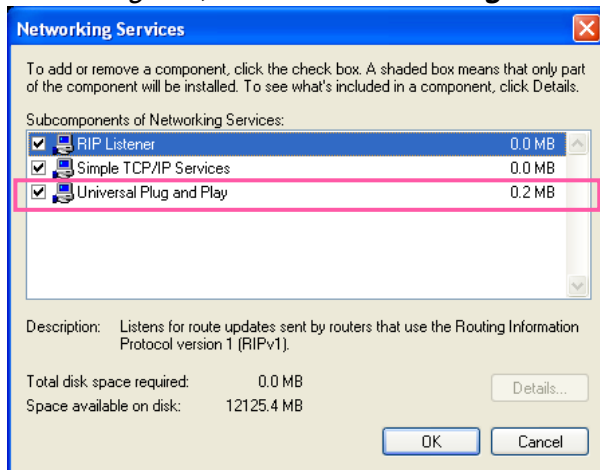 Networking Services
To add or remove a component, click the check box. A shaded box means that only part
of the component will be installed. To see what's included in a component, click Details.
Subcomponents of Networking Services:
RIP Listener 0.0 MB
Simple TCP/IP Services 0.0 MB
Universal Plug and Play 0.2 MB
Description: Listens for route updates sent by routers that use the Routing Information
Protocol version 1 (RIPv1).
Total disk space required: 0.0 MB
Details...
Space available on disk: 12125.4 MB
OK Cancel